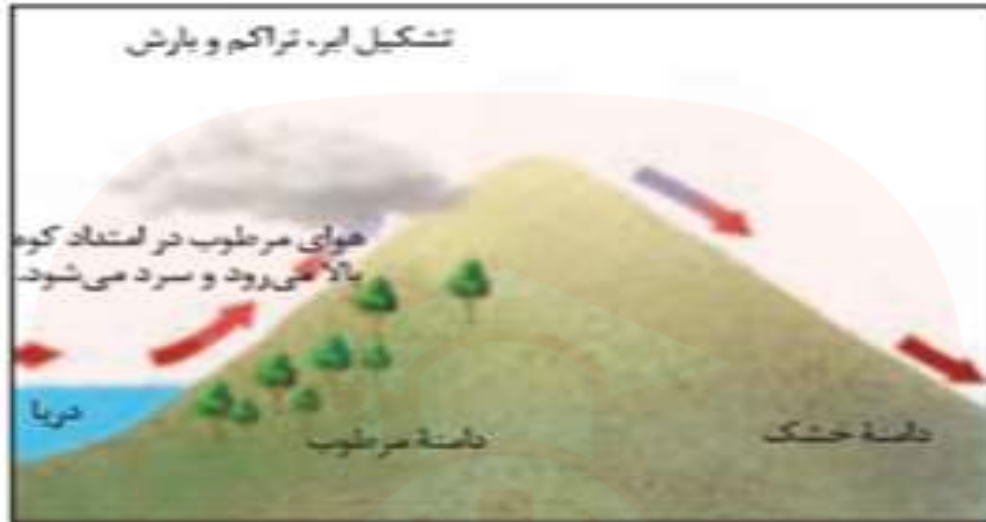 تشکیل ابر، تراکم و بارش
هوای مرطوب در امتداد کوه
بالا می‌رود و سرد می‌شود.
دریا
دامنهٔ مرطوب
دامنهٔ خشک